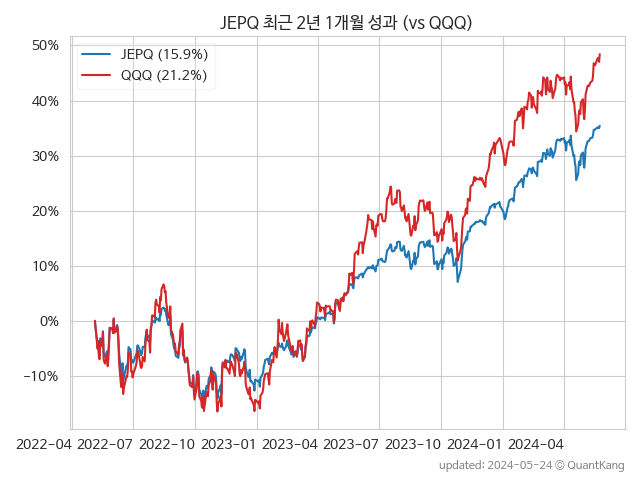 JEPQ 최근 2년 1개월 성과 (vs QQQ)
JEPQ (15.9%)
QQQ (21.2%)
50%
40%
30%
20%
10%
0%
−10%
2022-04 2022-07 2022-10 2023-01 2023-04 2023-07 2023-10 2024-01 2024-04
updated: 2024-05-24 © QuantKang